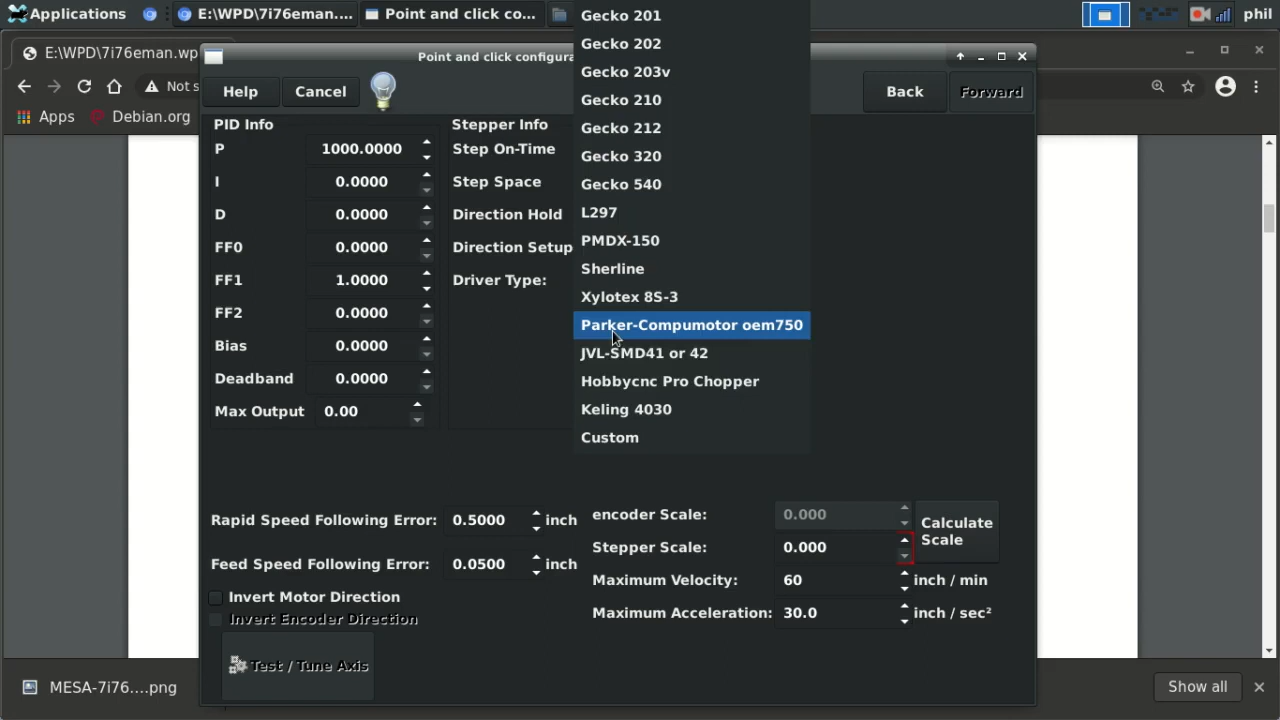 Applications
E:\WPD\7i76eman....
Point and click co...
phil
E:\WPD\7i76eman.wp
Point and click configura
Not s
Apps
Debian.org
Help
Cancel
Back
Forward
PID Info
P 1000.0000
I 0.0000
D 0.0000
FF0 0.0000
FF1 1.0000
FF2 0.0000
Bias 0.0000
Deadband 0.0000
Max Output 0.00
Stepper Info
Step On-Time
Step Space
Direction Hold
Direction Setup
Driver Type:
Gecko 201
Gecko 202
Gecko 203v
Gecko 210
Gecko 212
Gecko 320
Gecko 540
L297
PMDX-150
Sherline
Xylotex 8S-3
Parker-Compumotor oem750
JVL-SMD41 or 42
Hobbycnc Pro Chopper
Keling 4030
Custom
Rapid Speed Following Error: 0.5000 inch
Feed Speed Following Error: 0.0500 inch
Invert Motor Direction
Invert Encoder Direction
Test / Tune Axis
encoder Scale: 0.000
Stepper Scale: 0.000
Calculate
Scale
Maximum Velocity: 60 inch / min
Maximum Acceleration: 30.0 inch / sec²
MESA-7i76....png
Show all